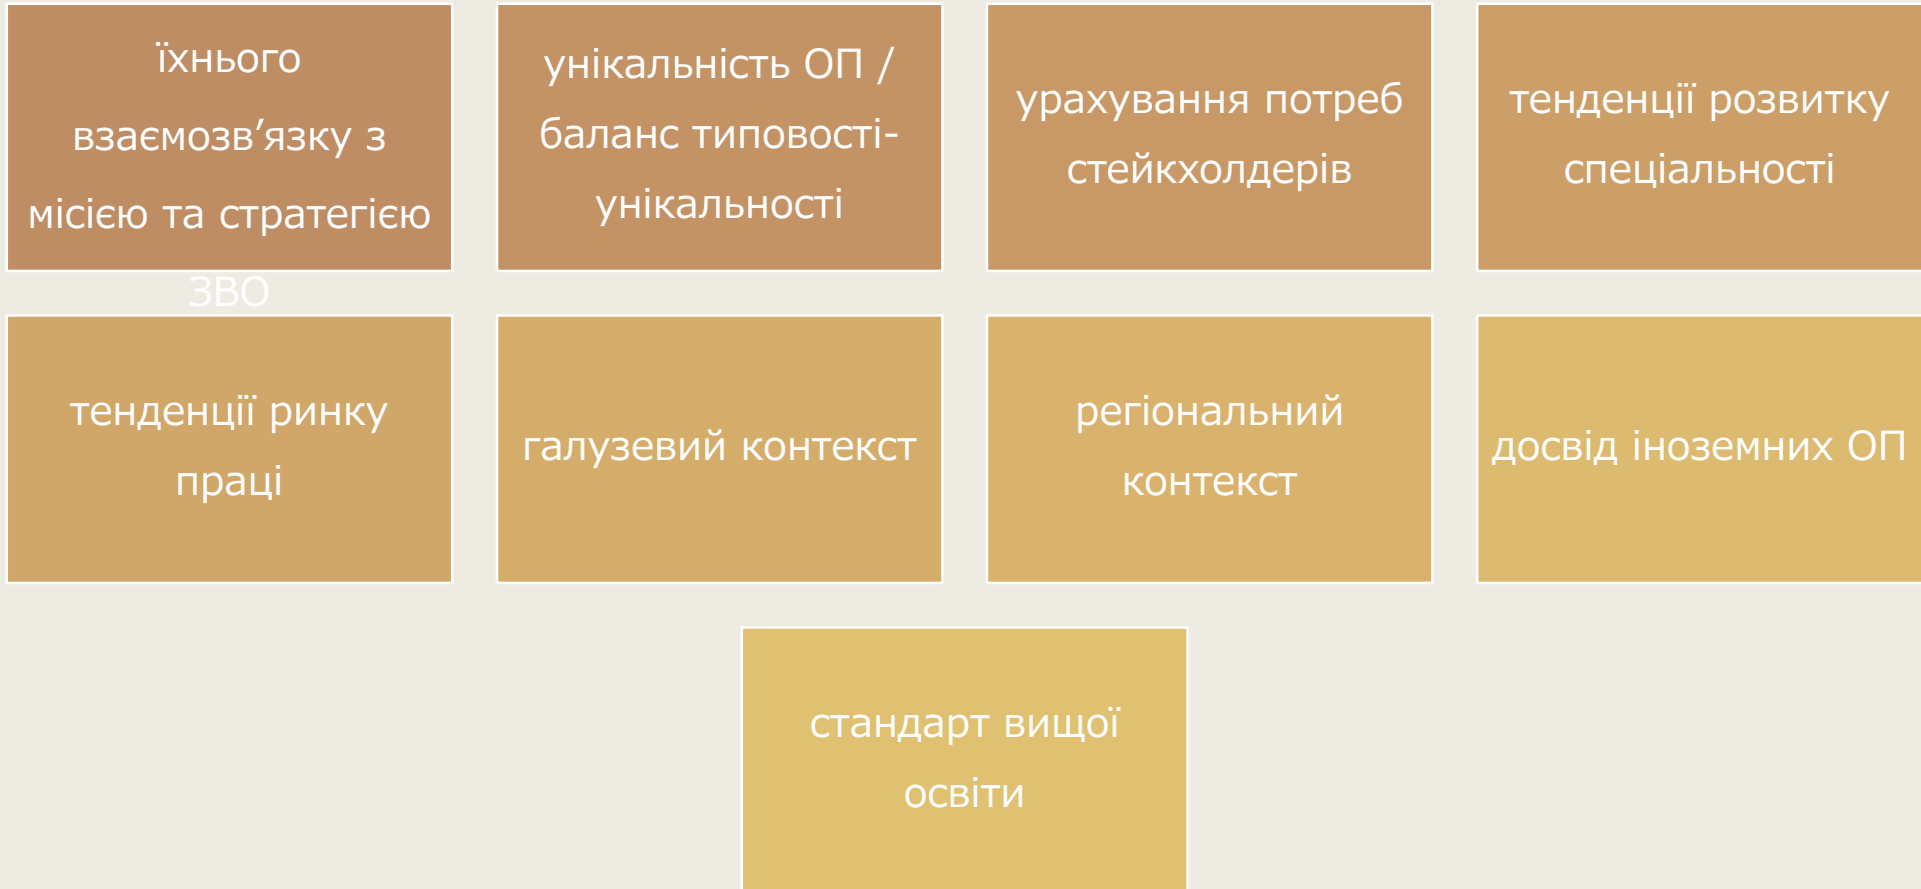 їхнього
взаємозв’язку з
місією та стратегією
ЗВО
унікальність ОП /
баланс типовості-
унікальності
урахування потреб
стейкхолдерів
тенденції розвитку
спеціальності
тенденції ринку
праці
галузевий контекст
регіональний
контекст
досвід іноземних ОП
стандарт вищої
освіти